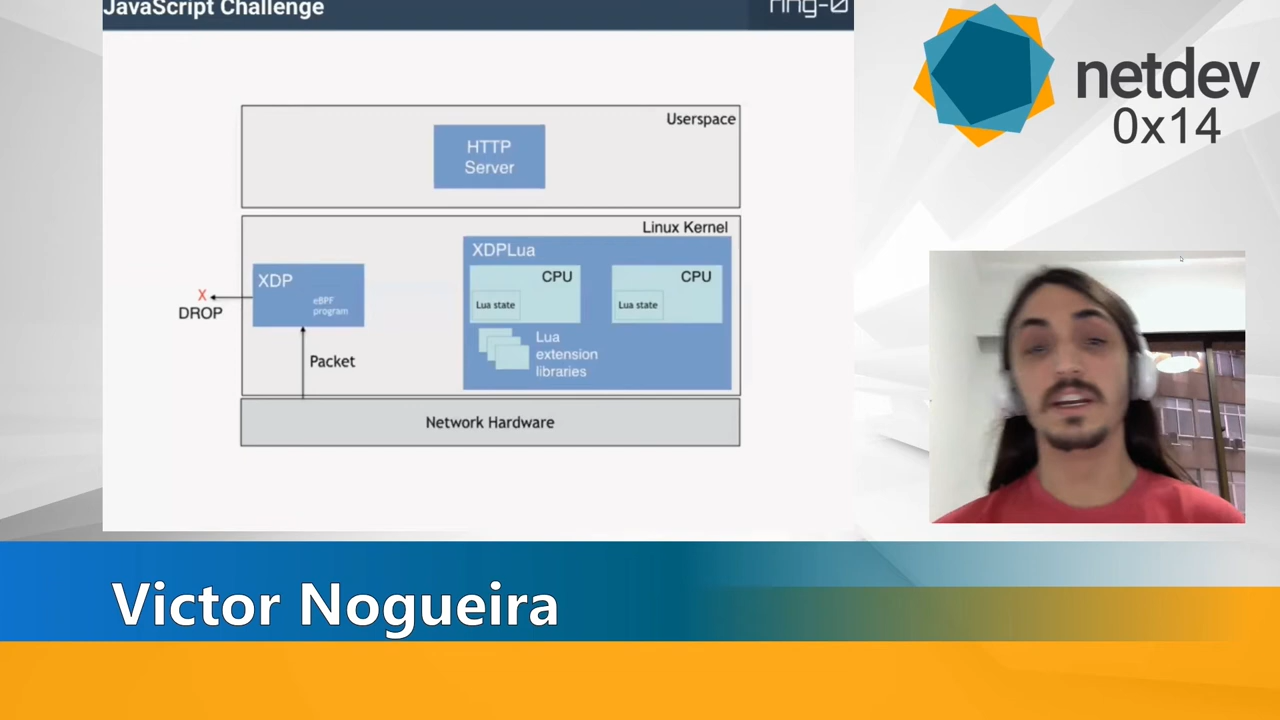 JavaScript Challenge
ring-0
netdev
0x14
Userspace
HTTP
Server
Linux Kernel
XDPLua
CPU
CPU
Lua state
Lua state
Lua
extension
libraries
XDP
eBPF
program
X
DROP
Packet
Network Hardware
Victor Nogueira